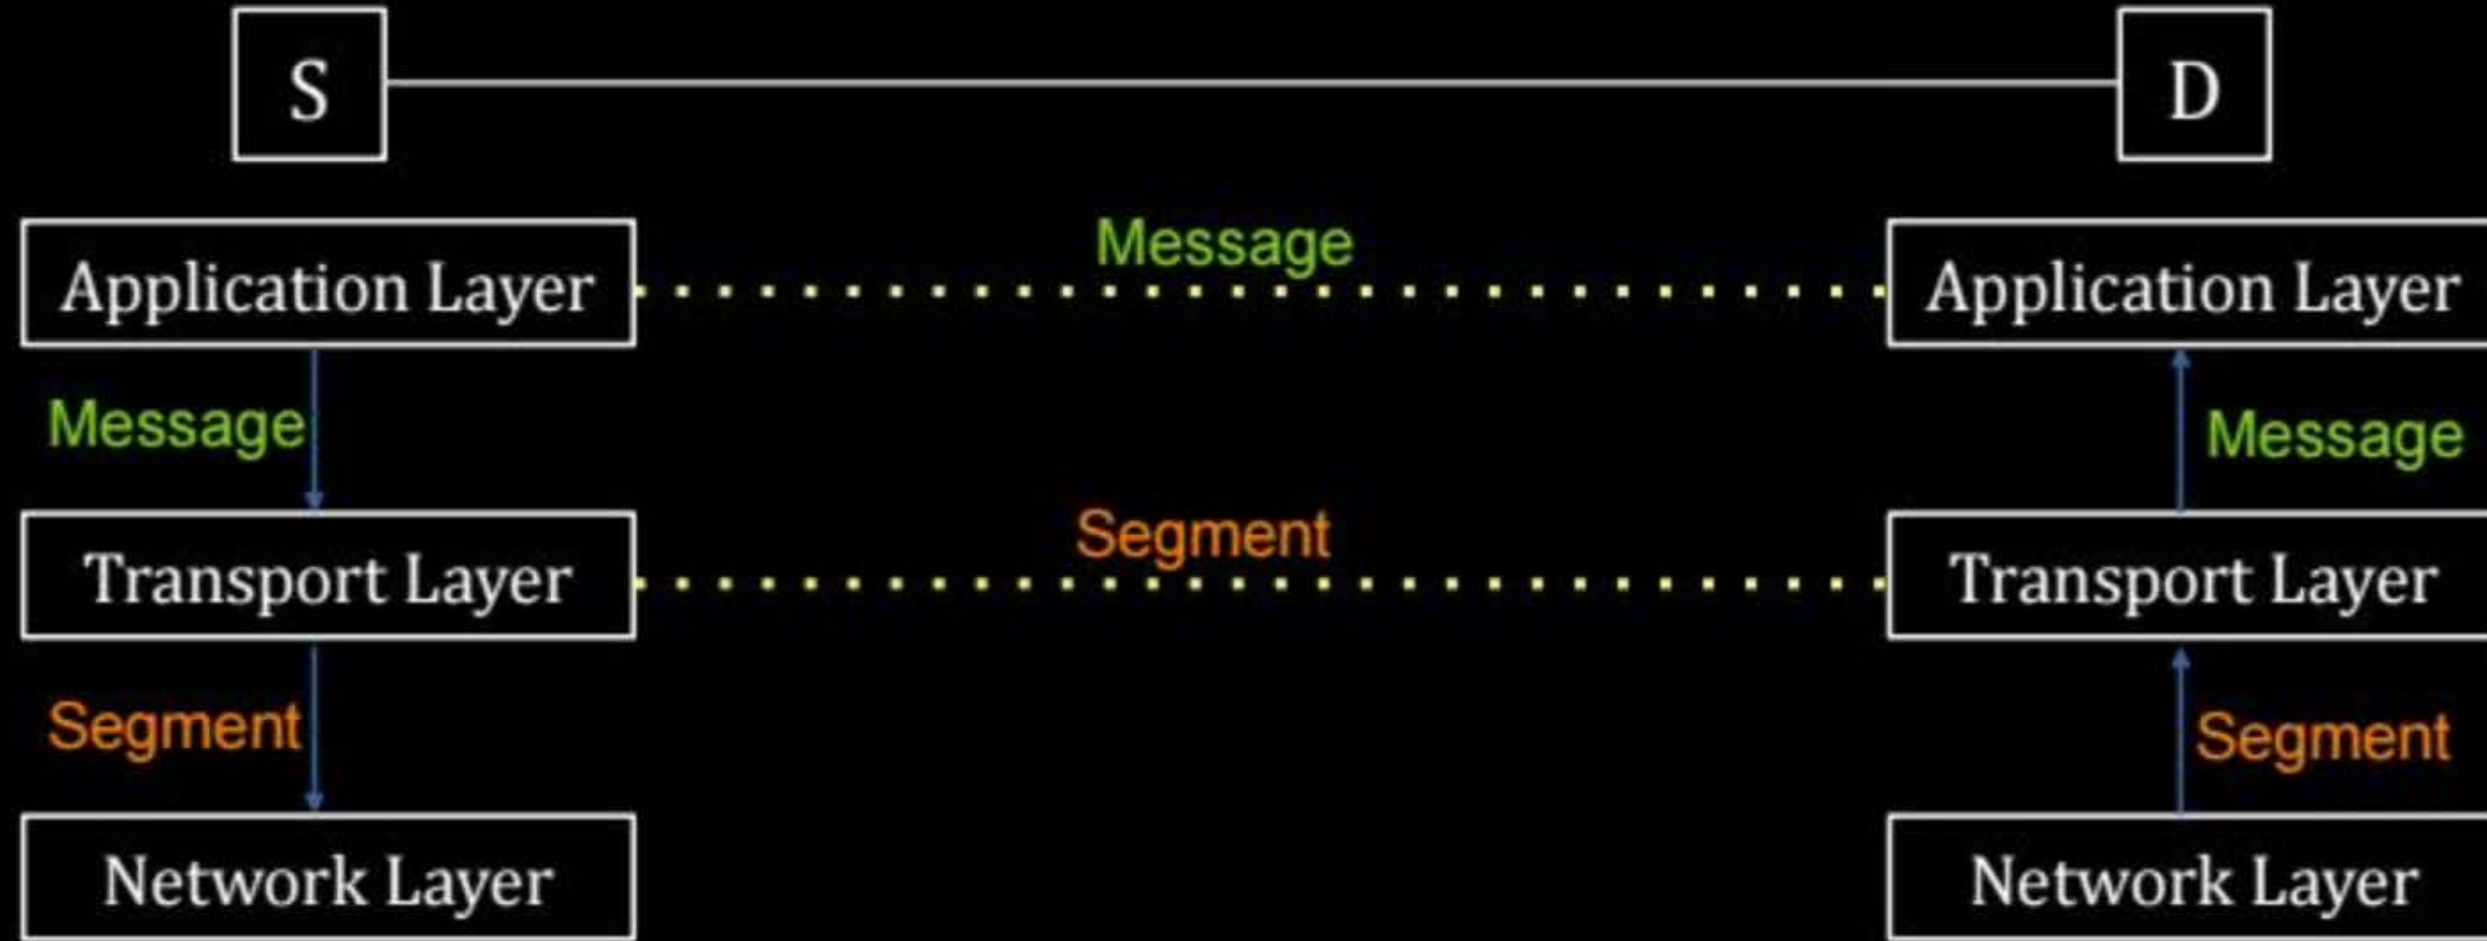 S
D
Application Layer
Message
Application Layer
Message
Message
Transport Layer
Segment
Transport Layer
Segment
Segment
Network Layer
Network Layer